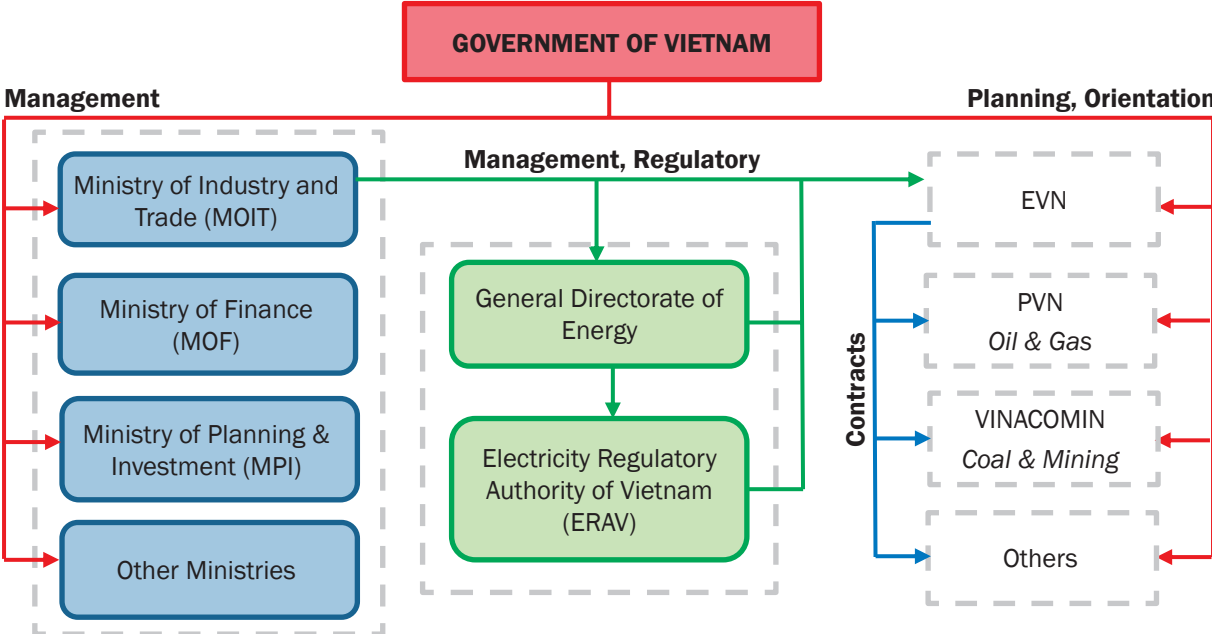 GOVERNMENT OF VIETNAM
Management
Planning, Orientation
Management, Regulatory
Ministry of Industry and
Trade (MOIT)
Ministry of Finance
(MOF)
Ministry of Planning &
Investment (MPI)
Other Ministries
General Directorate of
Energy
Electricity Regulatory
Authority of Vietnam
(ERAV)
Contracts
EVN
PVN
Oil & Gas
VINACOMIN
Coal & Mining
Others